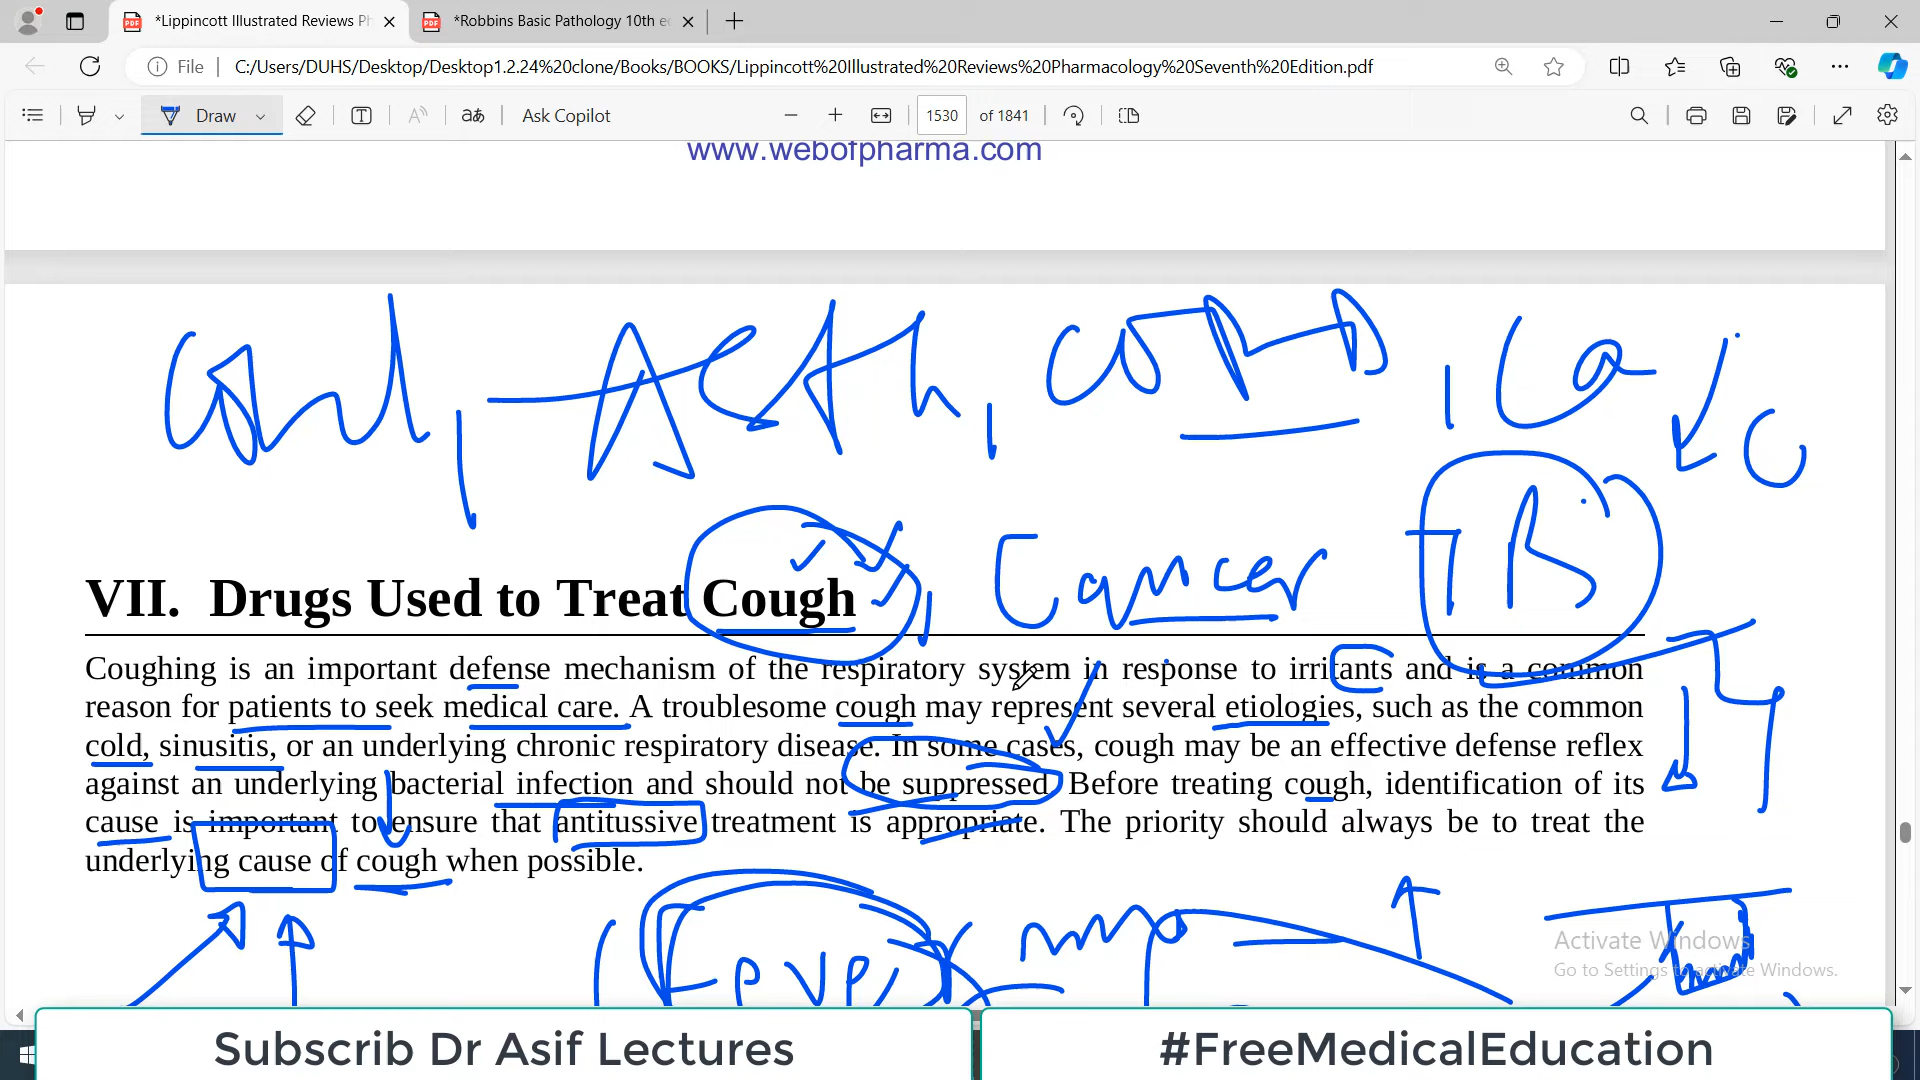 *Lippincott Illustrated Reviews Ph
*Robbins Basic Pathology 10th e
File
C:/Users/DUHS/Desktop/Desktop1.2.24%20clone/Books/BOOKS/Lippincott%20Illustrated%20Reviews%20Pharmacology%20Seventh%20Edition.pdf
Draw
Ask Copilot
1530 of 1841
www.webofpharma.com
Cancer TB
VII. Drugs Used to Treat Cough
Coughing is an important defense mechanism of the respiratory system in response to irritants and is a common
reason for patients to seek medical care. A troublesome cough may represent several etiologies, such as the common
cold, sinusitis, or an underlying chronic respiratory disease. In some cases, cough may be an effective defense reflex
against an underlying bacterial infection and should not be suppressed. Before treating cough, identification of its
cause is important to ensure that antitussive treatment is appropriate. The priority should always be to treat the
underlying cause of cough when possible.
Fever
Activate Windows
Go to Settings to activate Windows.
Subscrib Dr Asif Lectures
#FreeMedicalEducation